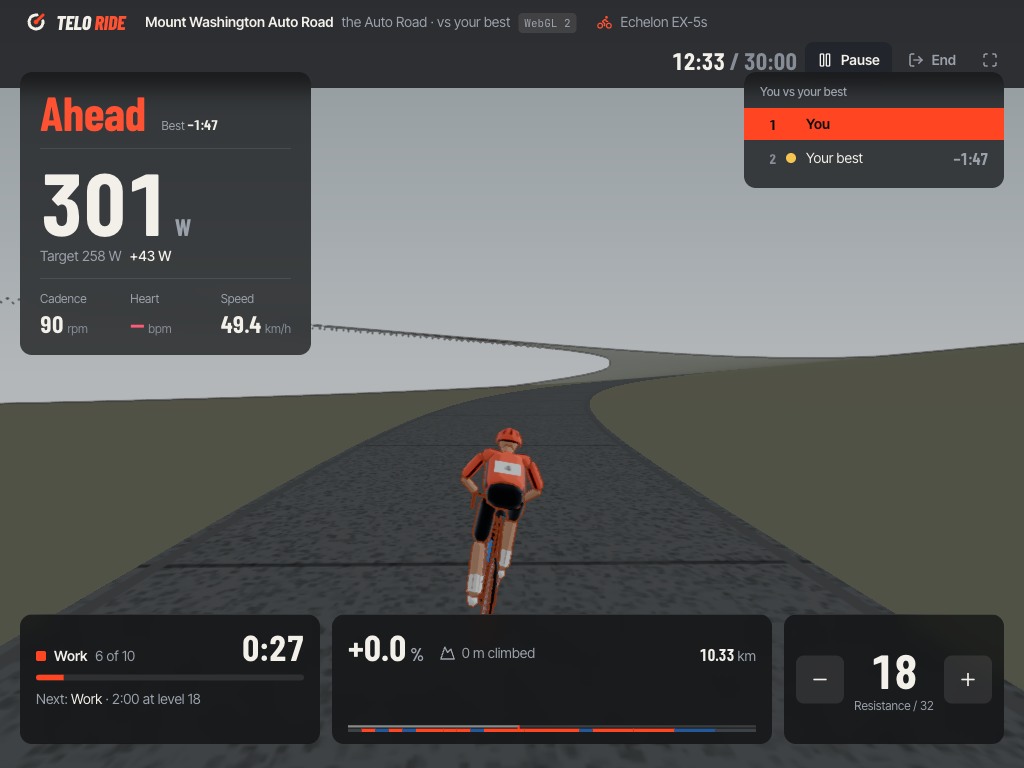 TELO RIDE Mount Washington Auto Road the Auto Road · vs your best WebGL 2 Echelon EX-5s
12:33 / 30:00 Pause End
Ahead Best −1:47
301 W
Target 258 W +43 W
Cadence Heart Speed
90 rpm – bpm 49.4 km/h
You vs your best
1 You
2 Your best −1:47
Work 6 of 10 0:27
Next: Work · 2:00 at level 18
+0.0 % 0 m climbed 10.33 km
− 18 +
Resistance / 32